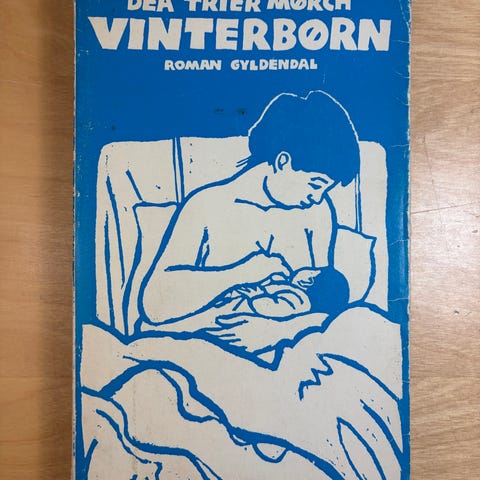 DEA TRIER MØRCH
VINTERBØRN
ROMAN GYLDENDAL